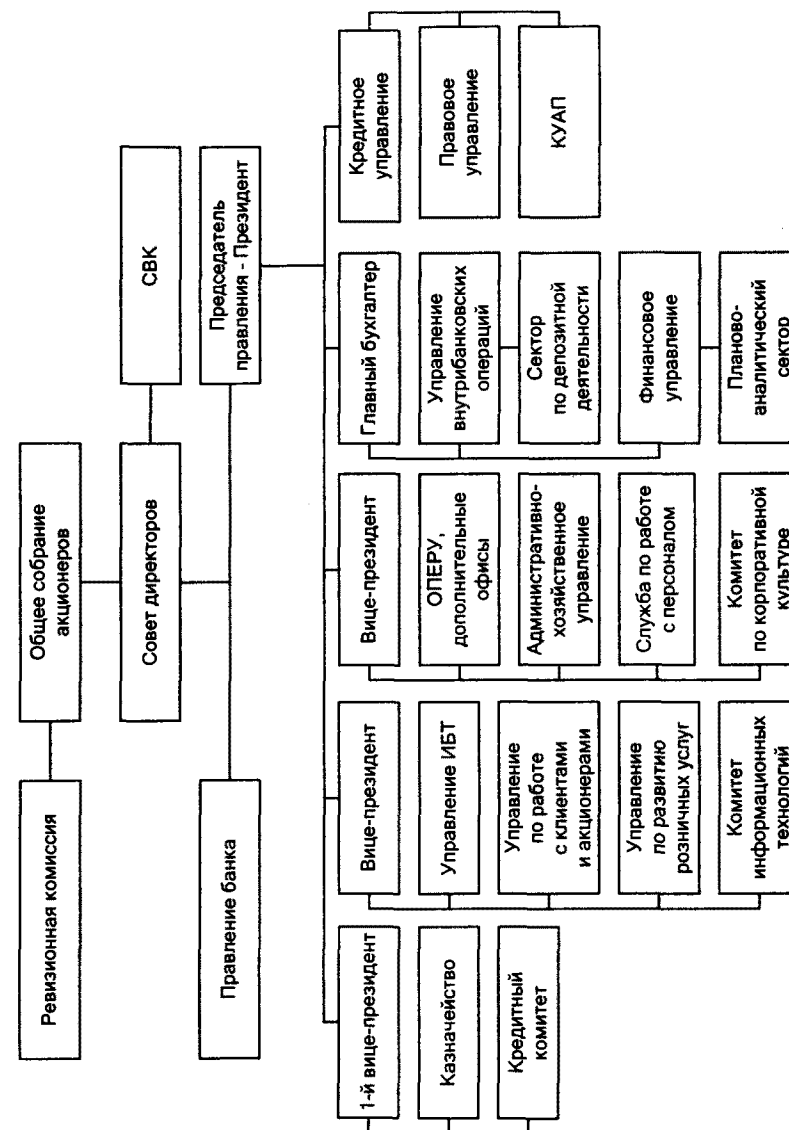 Общее собрание
акционеров
Ревизионная комиссия
Совет директоров
СВК
Правление банка
Председатель
правления - Президент
1-й вице-президент
Казначейство
Кредитный
комитет
Вице-президент
Управление ИБТ
Управление
по работе
с клиентами
и акционерами
Управление
по развитию
розничных услуг
Комитет
информационных
технологий
Вице-президент
ОПЕРУ,
дополнительные
офисы
Административно-
хозяйственное
управление
Служба по работе
с персоналом
Комитет
по корпоративной
культуре
Главный бухгалтер
Управление
внутрибанковских
операций
Сектор
по депозитной
деятельности
Финансовое
управление
Планово-
аналитический
сектор
Кредитное
управление
Правовое
управление
КУАП